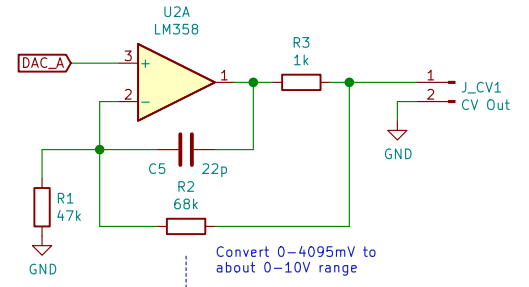 U2A
LM358
DAC_A
3
+
2
-
1
R3
1k
1
2
J_CV1
CV Out
GND
C5
22p
R2
68k
R1
47k
GND
Convert 0-4095mV to
about 0-10V range